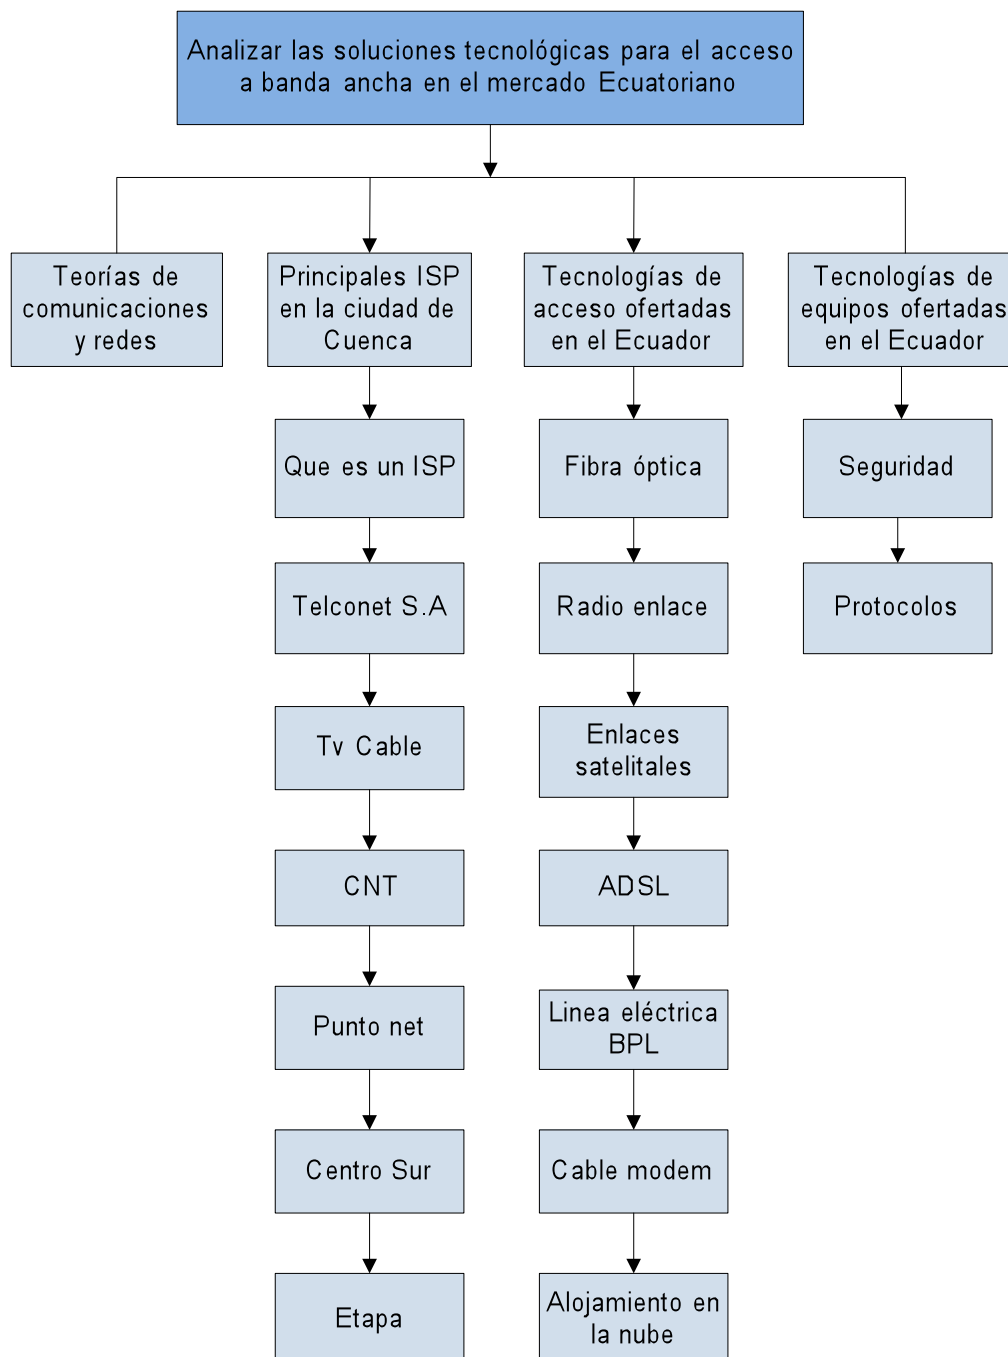 Analizar las soluciones tecnológicas para el acceso
a banda ancha en el mercado Ecuatoriano
Teorías de
comunicaciones
y redes
Principales ISP
en la ciudad de
Cuenca
Tecnologías de
acceso ofertadas
en el Ecuador
Tecnologías de
equipos ofertadas
en el Ecuador
Que es un ISP
Fibra óptica
Seguridad
Telconet S.A
Radio enlace
Protocolos
Tv Cable
Enlaces
satelitales
CNT
ADSL
Punto net
Linea eléctrica
BPL
Centro Sur
Cable modem
Etapa
Alojamiento en
la nube